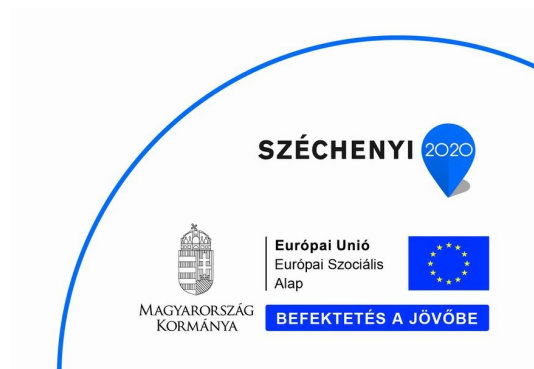 SZÉCHENYI 2020
Európai Unió
Európai Szociális
Alap
MAGYARORSZÁG
KORMÁNYA
BEFEKTETÉS A JÖVŐBE